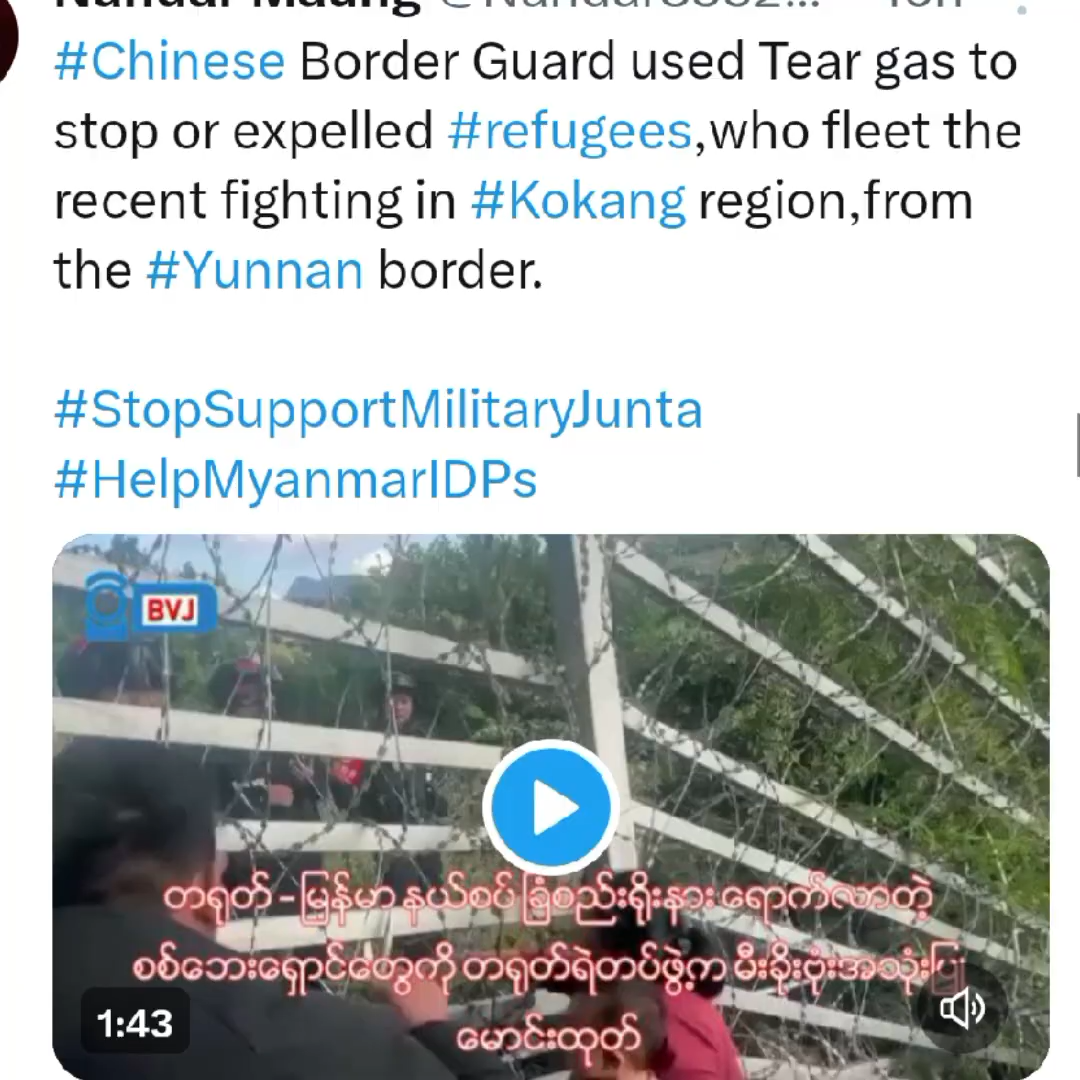 Nandar Maung
#Chinese Border Guard used Tear gas to
stop or expelled #refugees,who fleet the
recent fighting in #Kokang region,from
the #Yunnan border.
#StopSupportMilitaryJunta
#HelpMyanmarIDPs
BVJ
တရုတ် - မြန်မာ နယ်စပ် ခြံစည်းရိုးနား ရောက်လာတဲ့
စစ်ဘေးရှောင်တွေကို တရုတ်ရဲတပ်ဖွဲ့က မီးခိုးဗုံးအသုံးပြု
မောင်းထုတ်
1:43